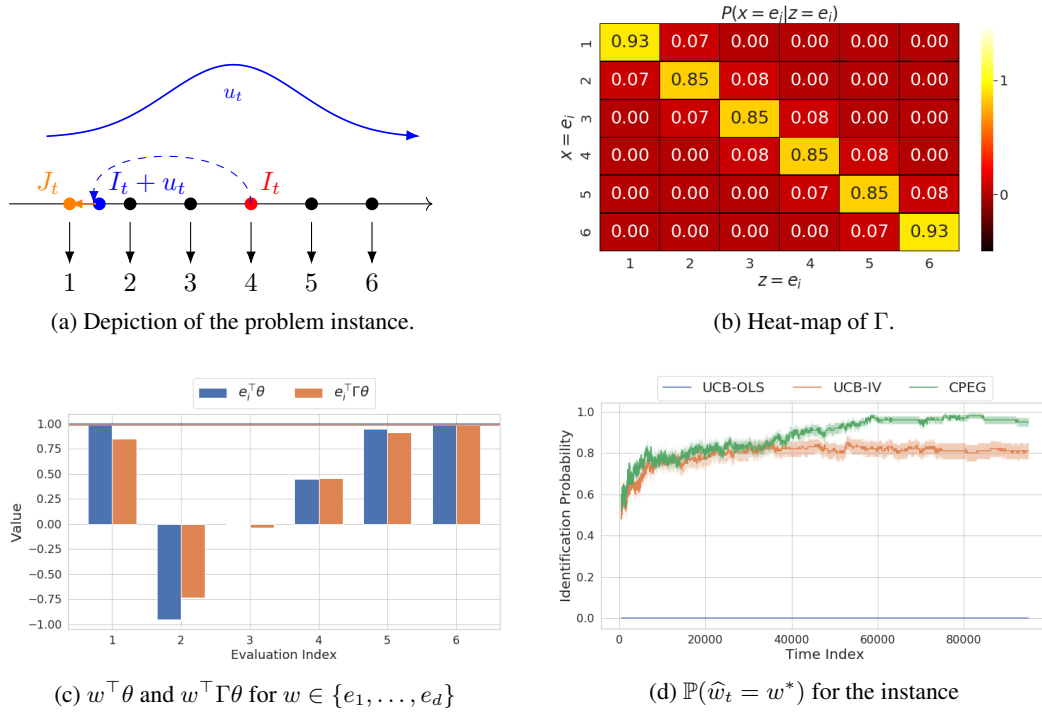 u_t
J_t
I_t + u_t
I_t
1 2 3 4 5 6
(a) Depiction of the problem instance.
P(x = e_i|z = e_i)
0.93 0.07 0.00 0.00 0.00 0.00
0.07 0.85 0.08 0.00 0.00 0.00
0.00 0.07 0.85 0.08 0.00 0.00
0.00 0.00 0.08 0.85 0.08 0.00
0.00 0.00 0.00 0.07 0.85 0.08
0.00 0.00 0.00 0.00 0.07 0.93
1
2
3
4
5
6
x = e_i
1 2 3 4 5 6
z = e_i
1
0
(b) Heat-map of Γ.
e_i^⊤θ
e_i^⊤Γθ
1.00
0.75
0.50
0.25
0.00
−0.25
−0.50
−0.75
−1.00
Value
1 2 3 4 5 6
Evaluation Index
(c) w^⊤θ and w^⊤Γθ for w ∈ {e_1, . . . , e_d}
UCB-OLS UCB-IV CPEG
1.0
0.8
0.6
0.4
0.2
0.0
Identification Probability
0 20000 40000 60000 80000
Time Index
(d) ℙ(ŵ_t = w*) for the instance